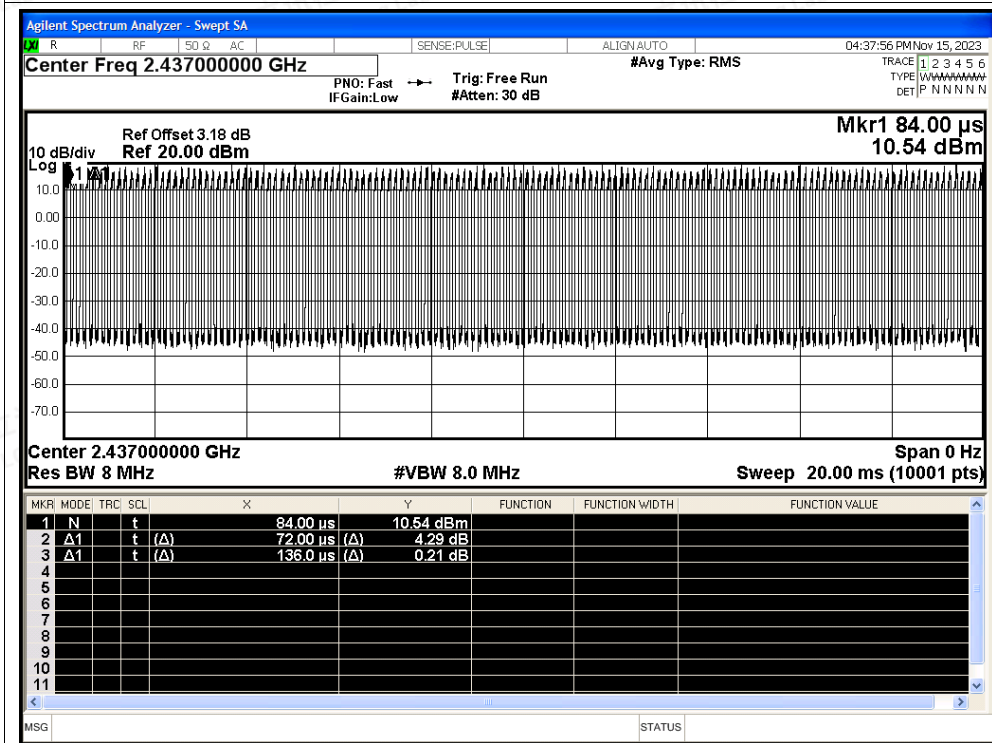 Agilent Spectrum Analyzer - Swept SA
LXI R RF 50 Ω AC SENSE:PULSE ALIGN AUTO 04:37:56 PM Nov 15, 2023
Center Freq 2.437000000 GHz #Avg Type: RMS TRACE 1 2 3 4 5 6
PNO: Fast Trig: Free Run TYPE W
IFGain:Low #Atten: 30 dB DET P N N N N N
Mkr1 84.00 µs
Ref Offset 3.18 dB
10 dB/div Ref 20.00 dBm 10.54 dBm
Log
1 Δ1
10.0
0.00
-10.0
-20.0
-30.0
-40.0
-50.0
-60.0
-70.0
Center 2.437000000 GHz Span 0 Hz
Res BW 8 MHz #VBW 8.0 MHz Sweep 20.00 ms (10001 pts)
MKR MODE TRC SCL X Y FUNCTION FUNCTION WIDTH FUNCTION VALUE
1 N t 84.00 µs 10.54 dBm
2 Δ1 t (Δ) 72.00 µs (Δ) 4.29 dB
3 Δ1 t (Δ) 136.0 µs (Δ) 0.21 dB
4
5
6
7
8
9
10
11
MSG STATUS